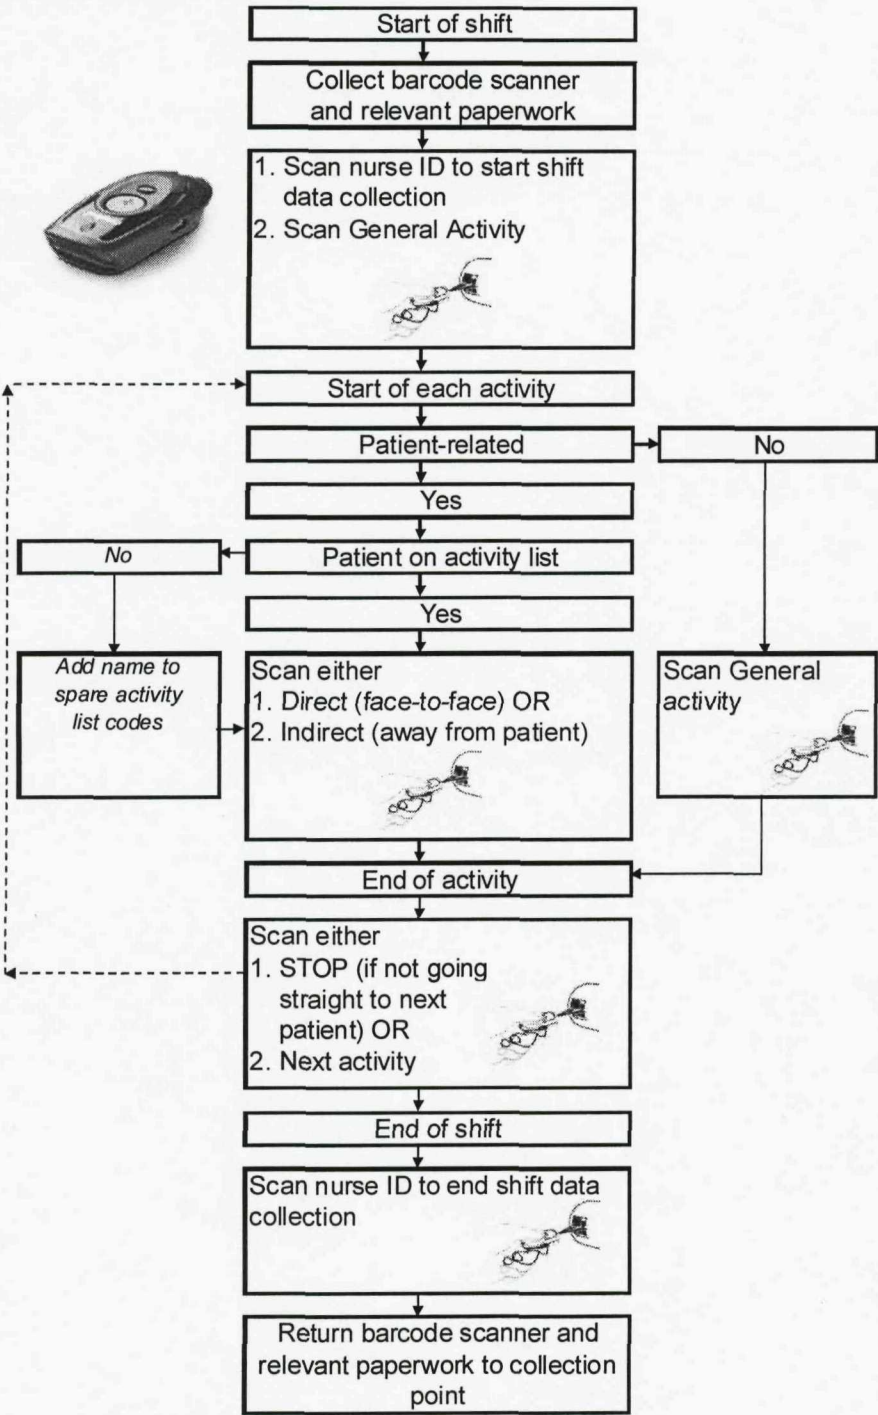 Start of shift
Collect barcode scanner
and relevant paperwork
1. Scan nurse ID to start shift
data collection
2. Scan General Activity
Start of each activity
Patient-related
No
Yes
No
Patient on activity list
Yes
Add name to
spare activity
list codes
Scan either
1. Direct (face-to-face) OR
2. Indirect (away from patient)
Scan General
activity
End of activity
Scan either
1. STOP (if not going
straight to next
patient) OR
2. Next activity
End of shift
Scan nurse ID to end shift data
collection
Return barcode scanner and
relevant paperwork to collection
point